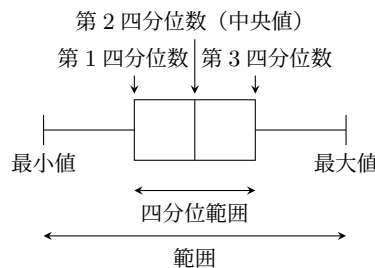 第 2 四分位数（中央値）
第 1 四分位数
第 3 四分位数
最小値
最大値
四分位範囲
範囲